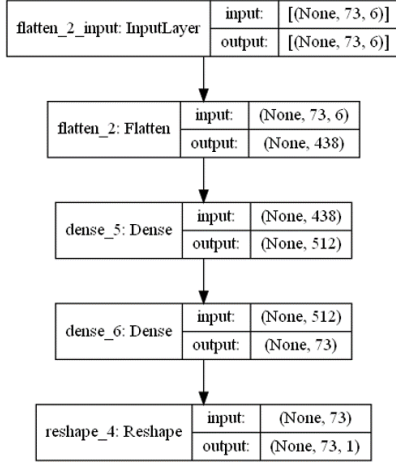 flatten_2_input: InputLayer input: [(None, 73, 6)]
output: [(None, 73, 6)]
flatten_2: Flatten input: (None, 73, 6)
output: (None, 438)
dense_5: Dense input: (None, 438)
output: (None, 512)
dense_6: Dense input: (None, 512)
output: (None, 73)
reshape_4: Reshape input: (None, 73)
output: (None, 73, 1)